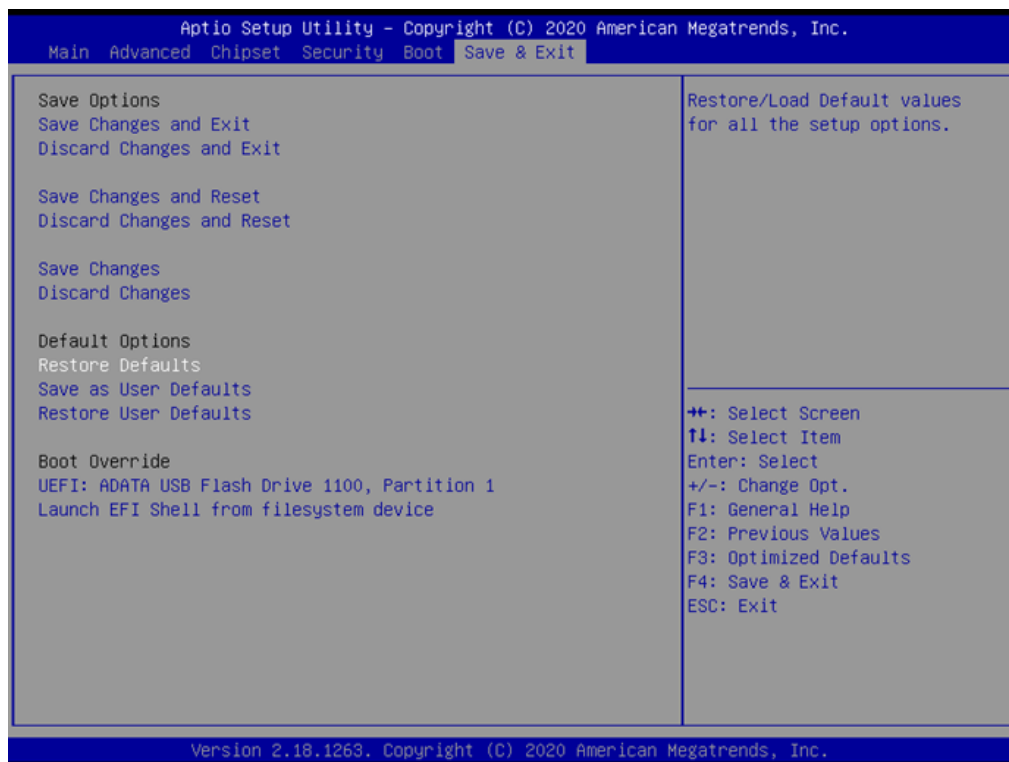 Aptio Setup Utility – Copyright (C) 2020 American Megatrends, Inc.
Main Advanced Chipset Security Boot Save & Exit
Save Options
Save Changes and Exit
Discard Changes and Exit
Save Changes and Reset
Discard Changes and Reset
Save Changes
Discard Changes
Default Options
Restore Defaults
Save as User Defaults
Restore User Defaults
Boot Override
UEFI: ADATA USB Flash Drive 1100, Partition 1
Launch EFI Shell from filesystem device
Restore/Load Default values
for all the setup options.
→←: Select Screen
↑↓: Select Item
Enter: Select
+/-: Change Opt.
F1: General Help
F2: Previous Values
F3: Optimized Defaults
F4: Save & Exit
ESC: Exit
Version 2.18.1263. Copyright (C) 2020 American Megatrends, Inc.